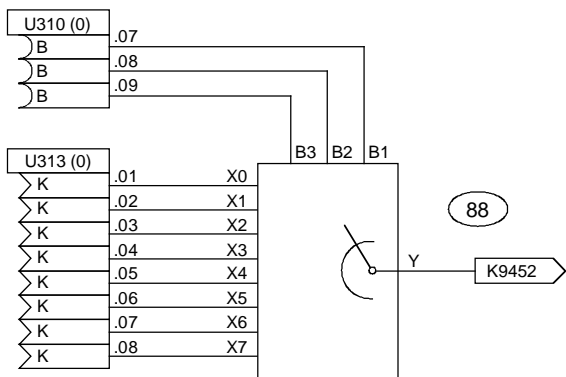 U310 (0)
B .07
B .08
B .09
B3 B2 B1
U313 (0)
K .01 X0
K .02 X1
K .03 X2
K .04 X3
K .05 X4
K .06 X5
K .07 X6
K .08 X7
88
Y
K9452